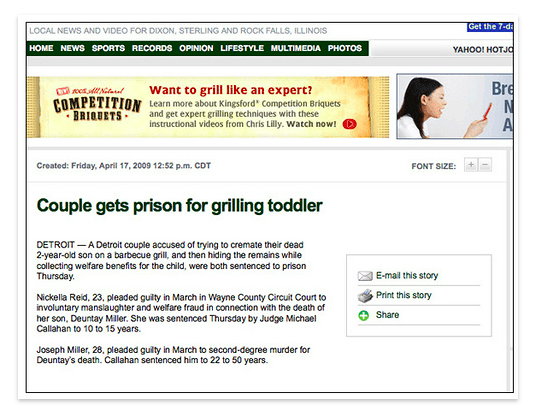 LOCAL NEWS AND VIDEO FOR DIXON, STERLING AND ROCK FALLS, ILLINOIS
Get the 7-da
HOME NEWS SPORTS RECORDS OPINION LIFESTYLE MULTIMEDIA PHOTOS
YAHOO! HOTJO
100% All Natural
COMPETITION
BRIQUETS
Want to grill like an expert?
Learn more about Kingsford® Competition Briquets
and get expert grilling techniques with these
instructional videos from Chris Lilly. Watch now!
Bre
N
A
Created: Friday, April 17, 2009 12:52 p.m. CDT
FONT SIZE: + −
Couple gets prison for grilling toddler
DETROIT — A Detroit couple accused of trying to cremate their dead
2-year-old son on a barbecue grill, and then hiding the remains while
collecting welfare benefits for the child, were both sentenced to prison
Thursday.
Nickella Reid, 23, pleaded guilty in March in Wayne County Circuit Court to
involuntary manslaughter and welfare fraud in connection with the death of
her son, Deuntay Miller. She was sentenced Thursday by Judge Michael
Callahan to 10 to 15 years.
Joseph Miller, 28, pleaded guilty in March to second-degree murder for
Deuntay's death. Callahan sentenced him to 22 to 50 years.
E-mail this story
Print this story
Share